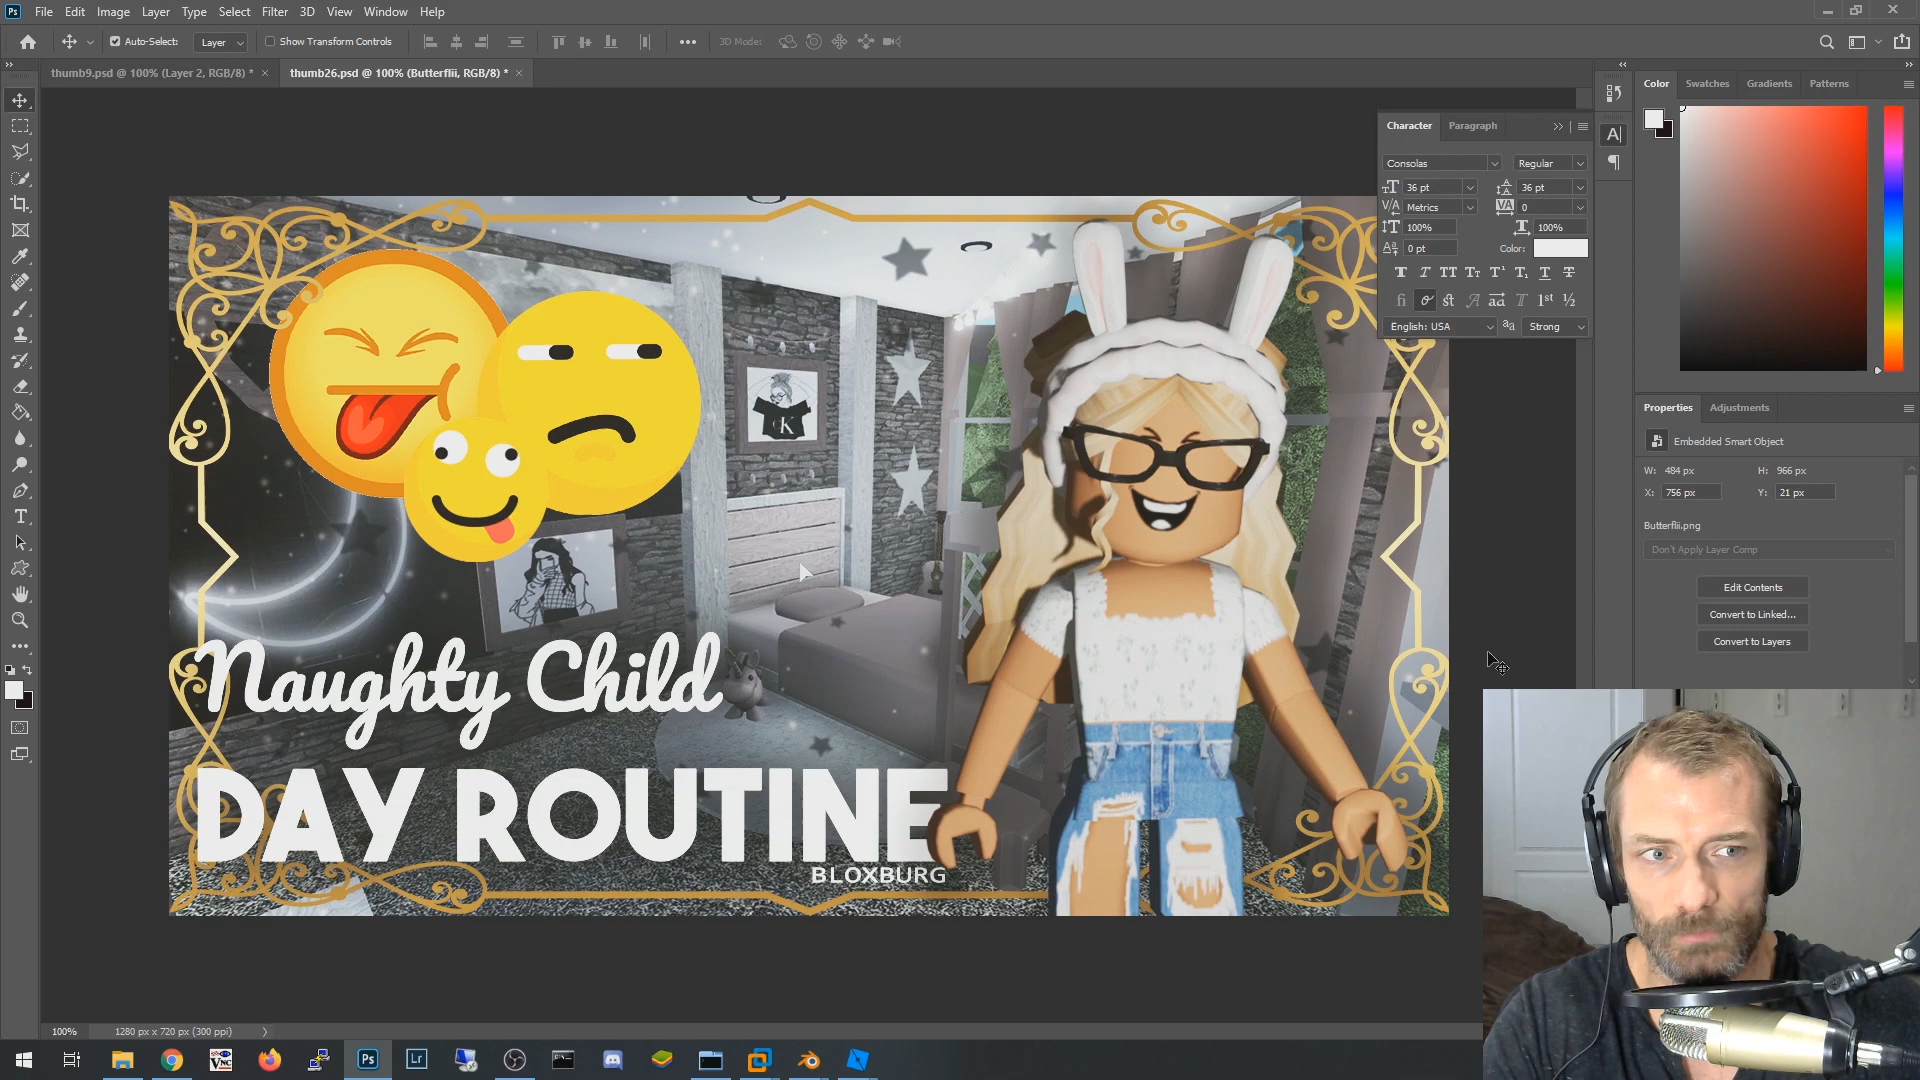 Ps File Edit Image Layer Type Select Filter 3D View Window Help
Auto-Select: Layer Show Transform Controls 3D Mode:
thumb9.psd @ 100% (Layer 2, RGB/8) * × thumb26.psd @ 100% (Butterflii, RGB/8) * ×
Color Swatches Gradients Patterns
Character Paragraph
Consolas Regular
36 pt 36 pt
Metrics 0
100% 100%
0 pt Color:
English: USA Strong
Properties Adjustments
Embedded Smart Object
W: 484 px H: 966 px
X: 756 px Y: 21 px
Butterflii.png
Don't Apply Layer Comp
Edit Contents
Convert to Linked...
Convert to Layers
K
Naughty Child
DAY ROUTINE
BLOXBURG
100% 1280 px x 720 px (300 ppi)
VNC Ps Lr